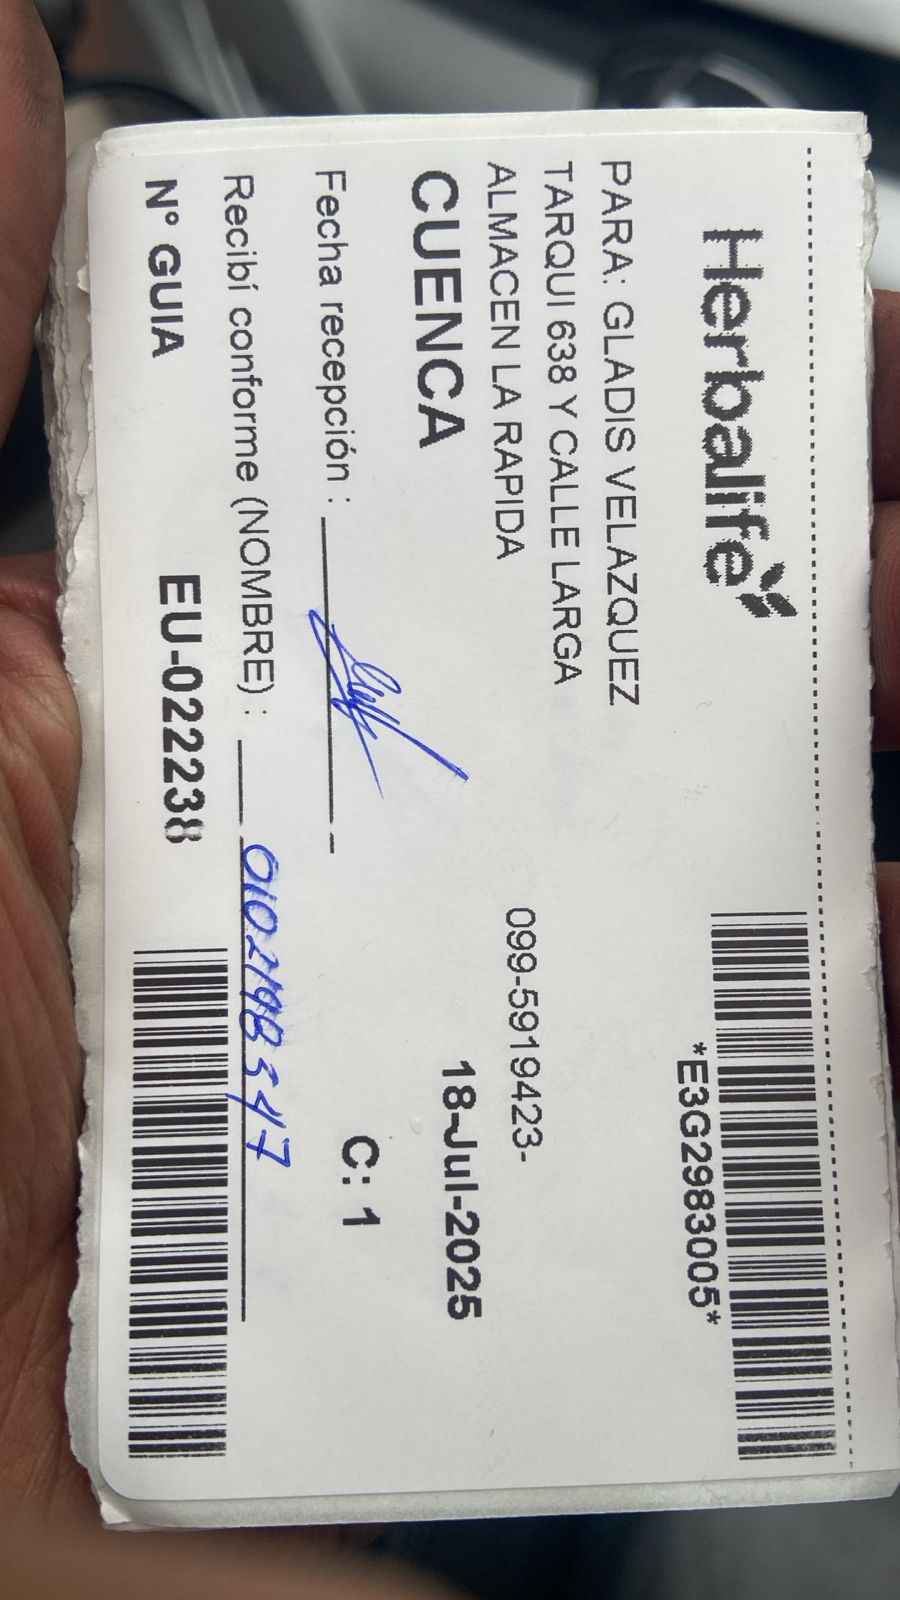 Herbalife
*E3G2983005*
PARA: GLADIS VELAZQUEZ
TARQUI 638 Y CALLE LARGA
ALMACEN LA RAPIDA 099-5919423-
CUENCA 18-Jul-2025
Fecha recepción : C: 1
Recibí conforme (NOMBRE) : 0102198347
N° GUIA EU-022238